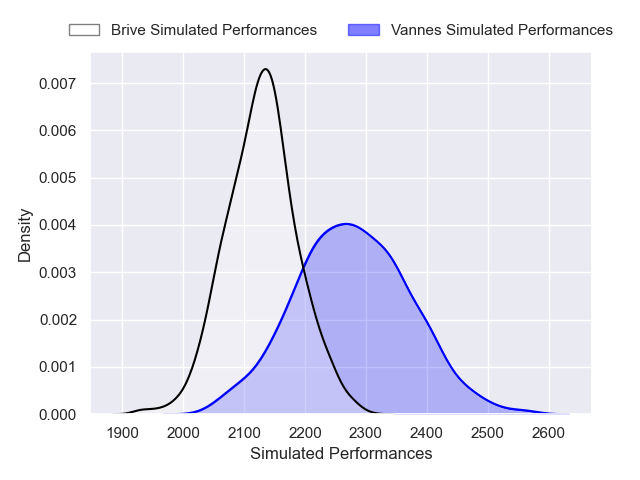 Brive Simulated Performances
Vannes Simulated Performances
0.007
0.006
0.005
0.004
0.003
0.002
0.001
0.000
Density
1900 2000 2100 2200 2300 2400 2500 2600
Simulated Performances